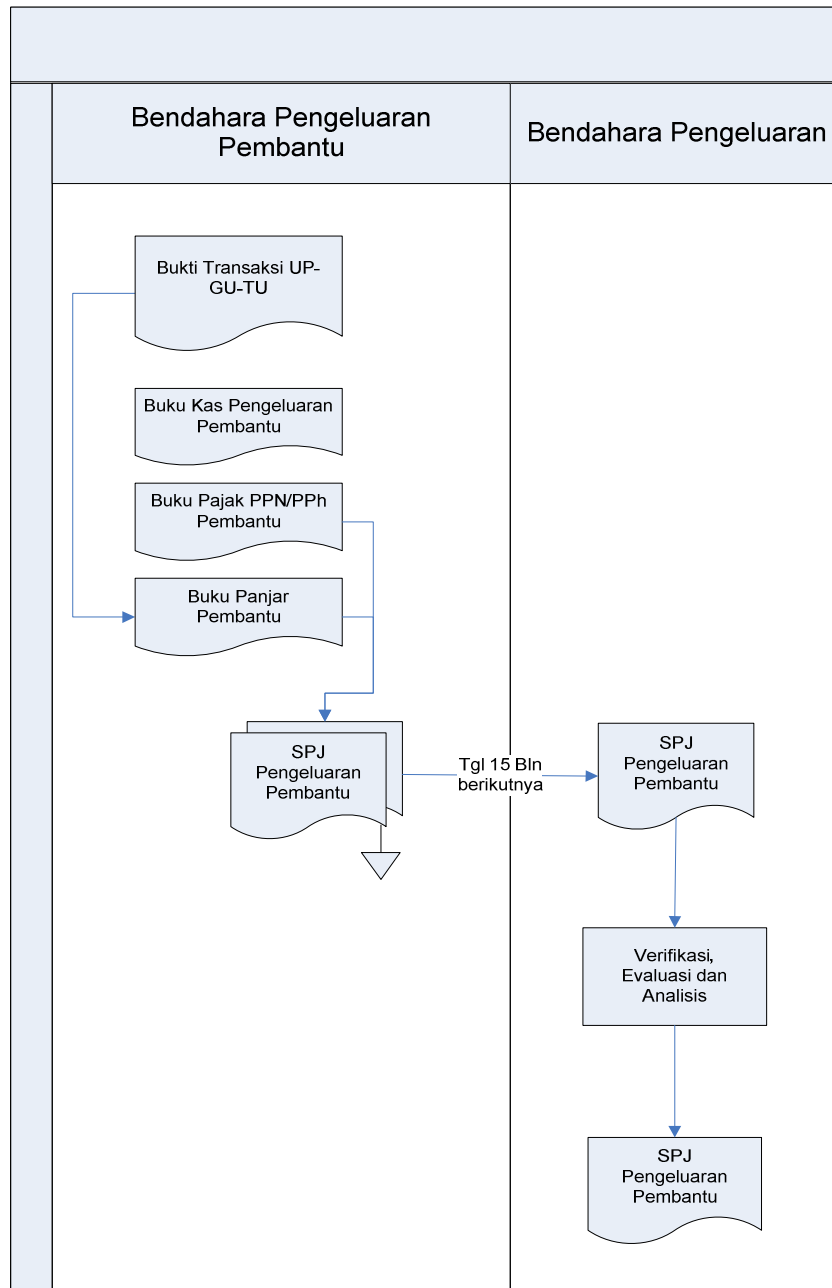 Bendahara Pengeluaran
Pembantu
Bendahara Pengeluaran
Bukti Transaksi UP-
GU-TU
Buku Kas Pengeluaran
Pembantu
Buku Pajak PPN/PPh
Pembantu
Buku Panjar
Pembantu
SPJ
Pengeluaran
Pembantu
Tgl 15 Bln
berikutnya
SPJ
Pengeluaran
Pembantu
Verifikasi,
Evaluasi dan
Analisis
SPJ
Pengeluaran
Pembantu